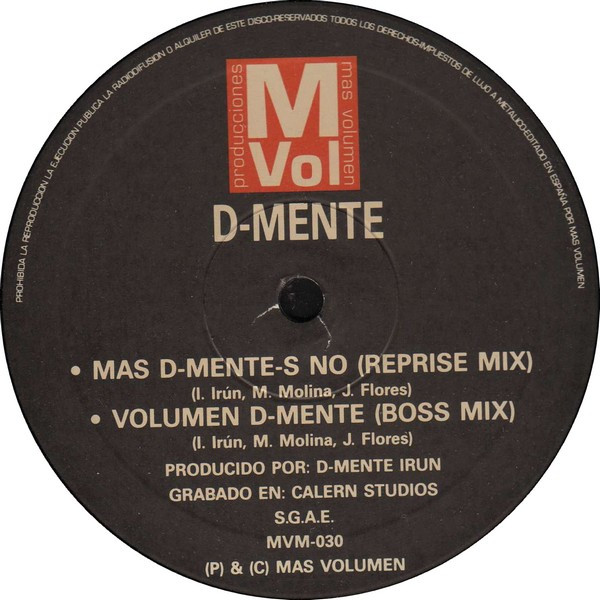 PROHIBIDA LA REPRODUCCION LA EJECUCION PUBLICA LA RADIODIFUSION O ALQUILER DE ESTE DISCO-RESERVADOS TODOS LOS DERECHOS-IMPUESTOS DE LUJO A METALICO-EDITADO EN ESPAÑA POR MAS VOLUMEN
producciones
M
Vol
mas volumen
D-MENTE
• MAS D-MENTE-S NO (REPRISE MIX)
(I. Irún, M. Molina, J. Flores)
• VOLUMEN D-MENTE (BOSS MIX)
(I. Irún, M. Molina, J. Flores)
PRODUCIDO POR: D-MENTE IRUN
GRABADO EN: CALERN STUDIOS
S.G.A.E.
MVM-030
(P) & (C) MAS VOLUMEN